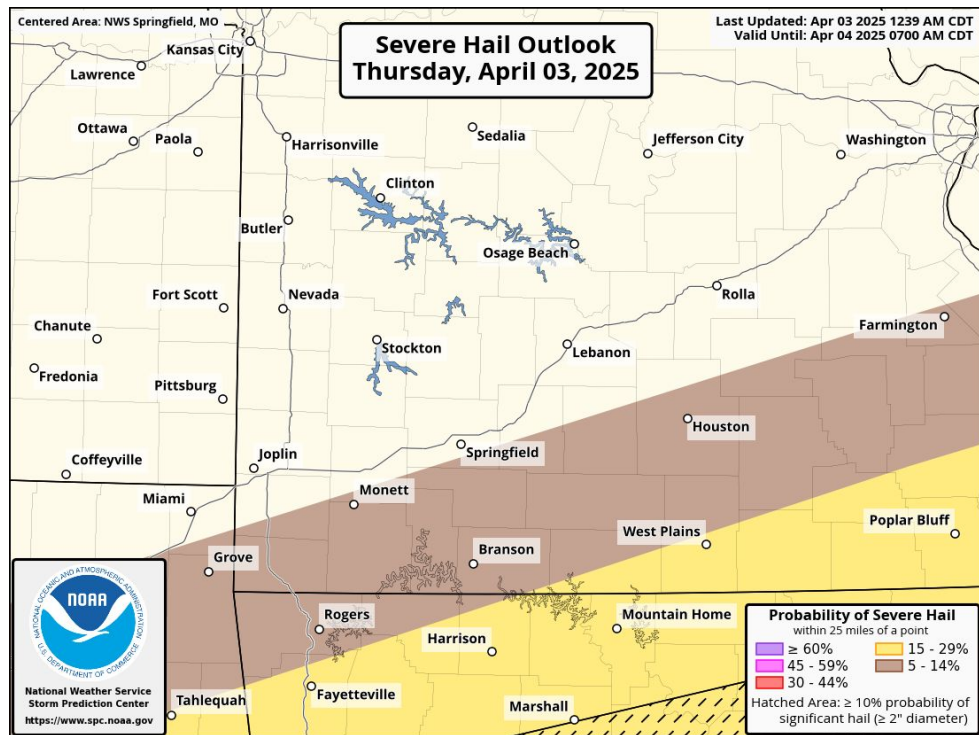 Centered Area: NWS Springfield, MO
Severe Hail Outlook
Thursday, April 03, 2025
Last Updated: Apr 03 2025 1239 AM CDT
Valid Until: Apr 04 2025 0700 AM CDT
Kansas City
Lawrence
Ottawa
Paola
Harrisonville
Sedalia
Jefferson City
Washington
Clinton
Butler
Osage Beach
Fort Scott
Nevada
Rolla
Chanute
Farmington
Stockton
Lebanon
Fredonia
Pittsburg
Houston
Coffeyville
Joplin
Springfield
Miami
Monett
West Plains
Poplar Bluff
Grove
Branson
Rogers
Mountain Home
Harrison
Tahlequah
Fayetteville
Marshall
NATIONAL OCEANIC AND ATMOSPHERIC ADMINISTRATION
NOAA
U.S. DEPARTMENT OF COMMERCE
National Weather Service
Storm Prediction Center
https://www.spc.noaa.gov
Probability of Severe Hail
within 25 miles of a point
≥ 60%
15 - 29%
45 - 59%
5 - 14%
30 - 44%
Hatched Area: ≥ 10% probability of
significant hail (≥ 2" diameter)